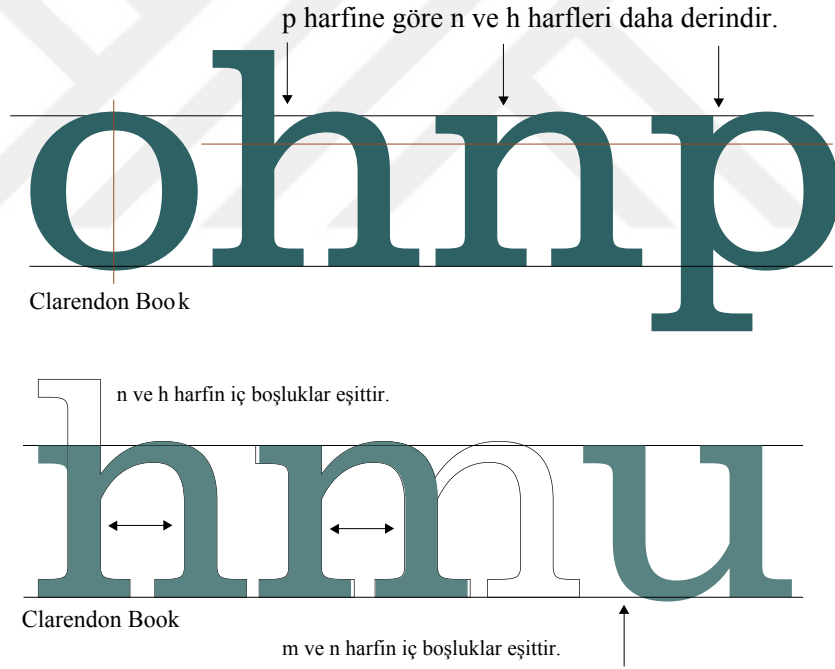 p harfine göre n ve h harfleri daha derindir.
ohnp
Clarendon Book
n ve h harfin iç boşluklar eşittir.
hnmu
Clarendon Book
m ve n harfin iç boşluklar eşittir.